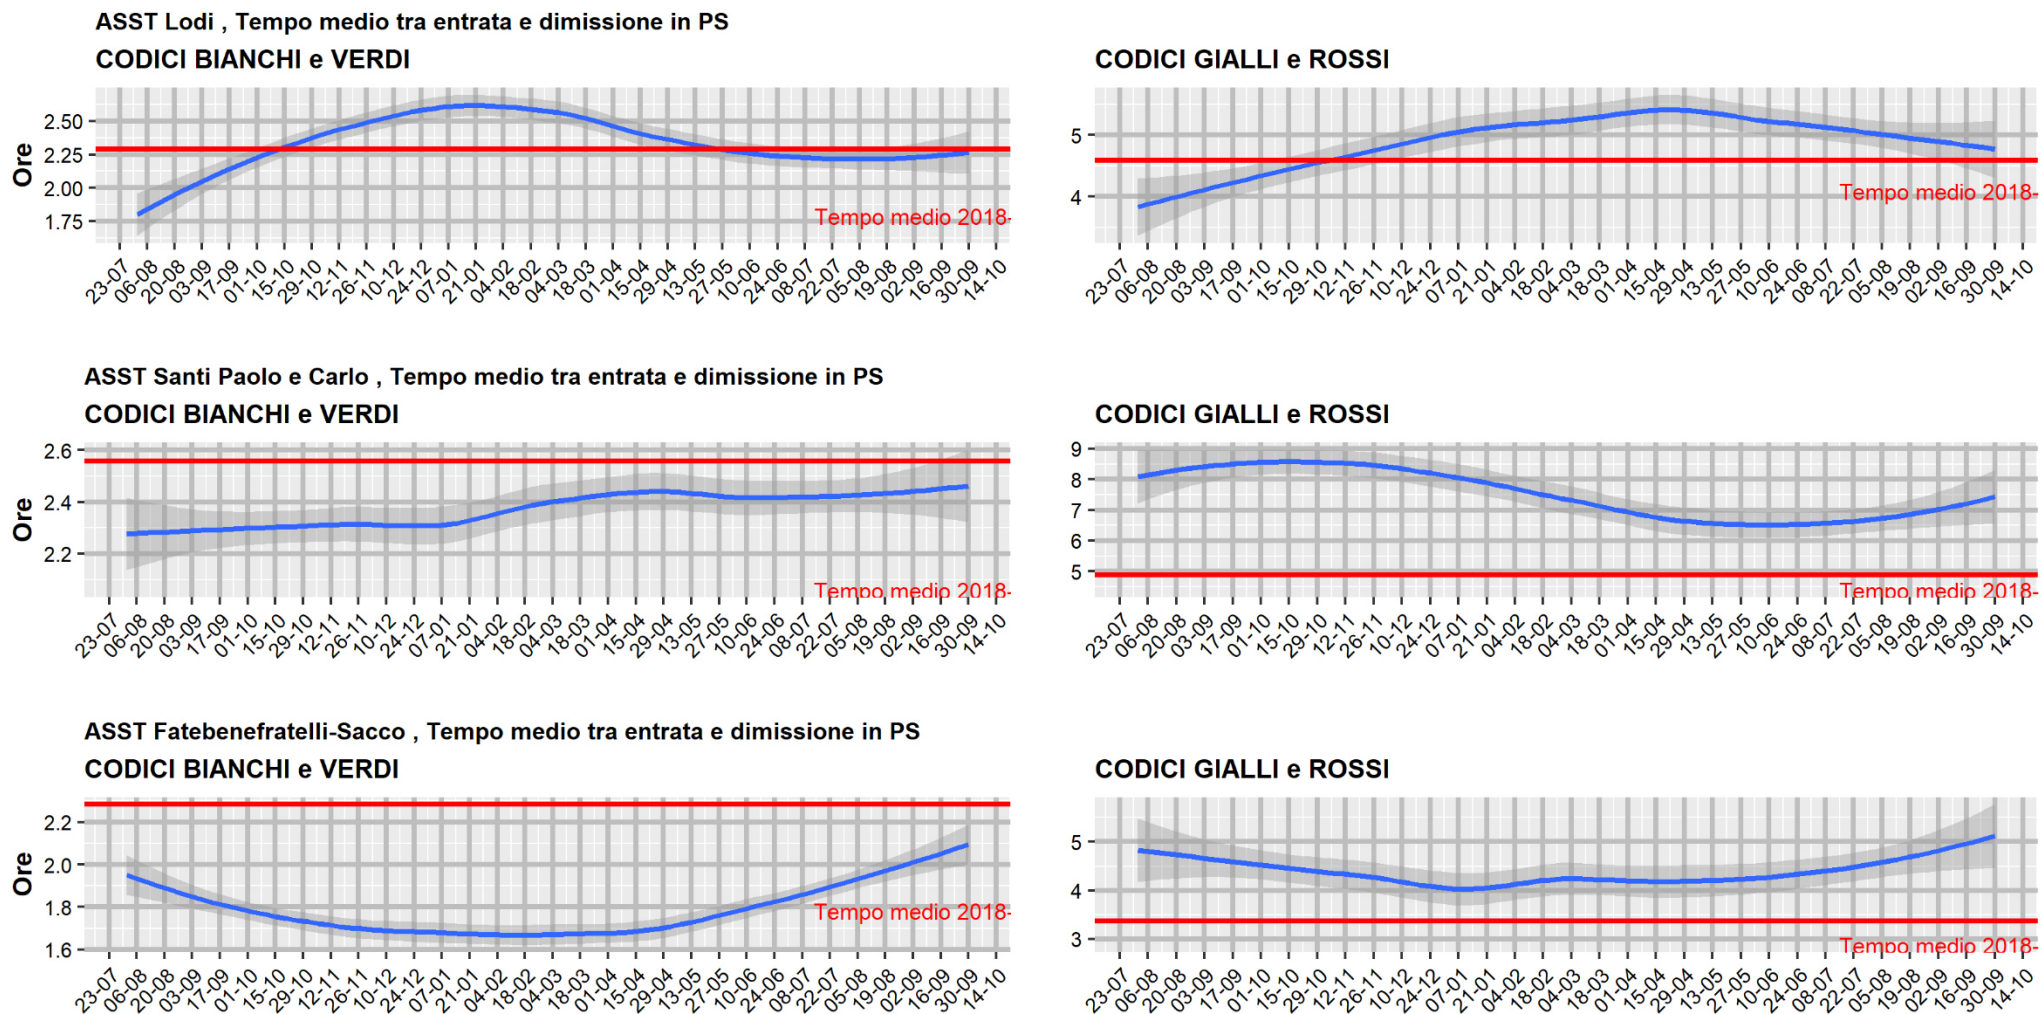 ASST Lodi , Tempo medio tra entrata e dimissione in PS
CODICI BIANCHI e VERDI
Ore
2.50
2.25
2.00
1.75
Tempo medio 2018-
23-07 06-08 20-08 03-09 17-09 01-10 15-10 29-10 12-11 26-11 10-12 24-12 07-01 21-01 04-02 18-02 04-03 18-03 01-04 15-04 29-04 13-05 27-05 10-06 24-06 08-07 22-07 05-08 19-08 02-09 16-09 30-09 14-10
CODICI GIALLI e ROSSI
5
4
Tempo medio 2018-
23-07 06-08 20-08 03-09 17-09 01-10 15-10 29-10 12-11 26-11 10-12 24-12 07-01 21-01 04-02 18-02 04-03 18-03 01-04 15-04 29-04 13-05 27-05 10-06 24-06 08-07 22-07 05-08 19-08 02-09 16-09 30-09 14-10
ASST Santi Paolo e Carlo , Tempo medio tra entrata e dimissione in PS
CODICI BIANCHI e VERDI
Ore
2.6
2.4
2.2
Tempo medio 2018-
23-07 06-08 20-08 03-09 17-09 01-10 15-10 29-10 12-11 26-11 10-12 24-12 07-01 21-01 04-02 18-02 04-03 18-03 01-04 15-04 29-04 13-05 27-05 10-06 24-06 08-07 22-07 05-08 19-08 02-09 16-09 30-09 14-10
CODICI GIALLI e ROSSI
9
8
7
6
5
Tempo medio 2018-
23-07 06-08 20-08 03-09 17-09 01-10 15-10 29-10 12-11 26-11 10-12 24-12 07-01 21-01 04-02 18-02 04-03 18-03 01-04 15-04 29-04 13-05 27-05 10-06 24-06 08-07 22-07 05-08 19-08 02-09 16-09 30-09 14-10
ASST Fatebenefratelli-Sacco , Tempo medio tra entrata e dimissione in PS
CODICI BIANCHI e VERDI
Ore
2.2
2.0
1.8
1.6
Tempo medio 2018-
23-07 06-08 20-08 03-09 17-09 01-10 15-10 29-10 12-11 26-11 10-12 24-12 07-01 21-01 04-02 18-02 04-03 18-03 01-04 15-04 29-04 13-05 27-05 10-06 24-06 08-07 22-07 05-08 19-08 02-09 16-09 30-09 14-10
CODICI GIALLI e ROSSI
5
4
3
Tempo medio 2018-
23-07 06-08 20-08 03-09 17-09 01-10 15-10 29-10 12-11 26-11 10-12 24-12 07-01 21-01 04-02 18-02 04-03 18-03 01-04 15-04 29-04 13-05 27-05 10-06 24-06 08-07 22-07 05-08 19-08 02-09 16-09 30-09 14-10